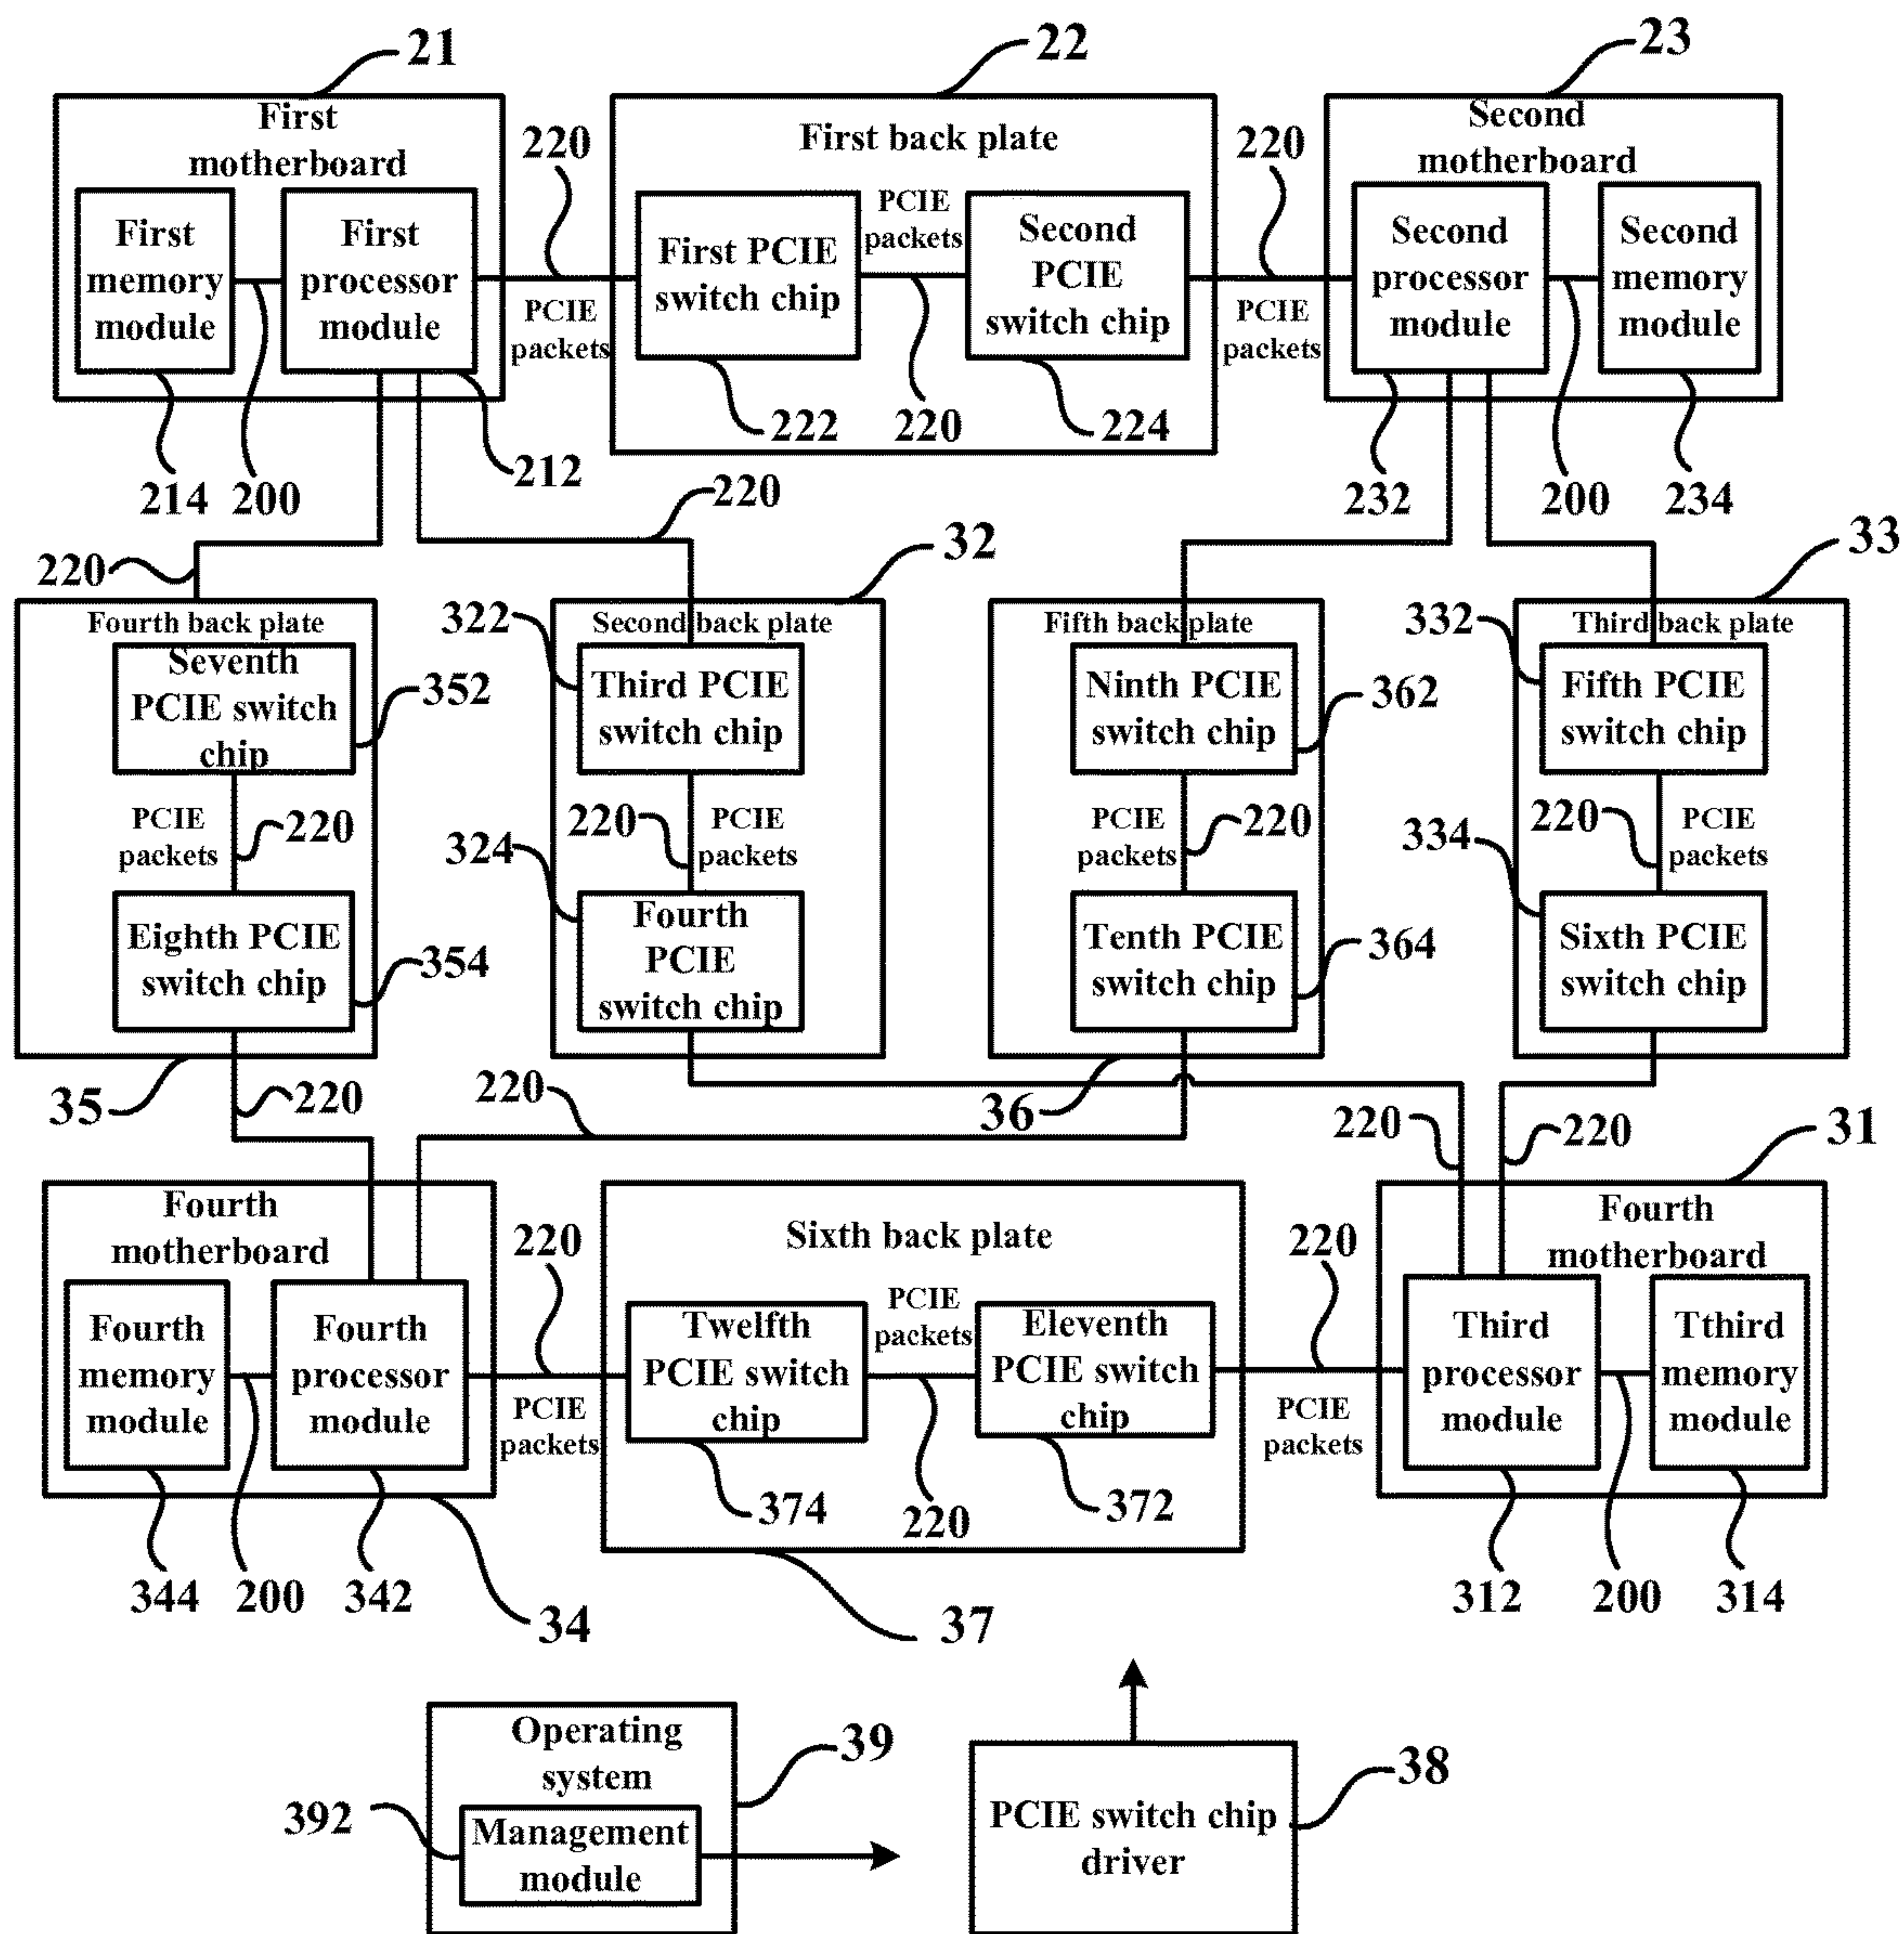 21
22
23
First
motherboard
220
First back plate
220
Second
motherboard
First
memory
module
First
processor
module
PCIE
packets
First PCIE
switch chip
PCIE
packets
Second
PCIE
switch chip
PCIE
packets
Second
processor
module
Second
memory
module
222
220
224
214
200
212
220
232
200
234
220
32
33
Fourth back plate
322
Second back plate
Fifth back plate
332
Third back plate
Seventh
PCIE switch
chip
352
Third PCIE
switch chip
Ninth PCIE
switch chip
362
Fifth PCIE
switch chip
PCIE
packets
220
324
220
PCIE
packets
PCIE
packets
220
334
220
PCIE
packets
Eighth PCIE
switch chip
354
Fourth
PCIE
switch chip
Tenth PCIE
switch chip
364
Sixth PCIE
switch chip
35
220
220
36
220
220
31
Fourth
motherboard
220
Sixth back plate
220
Fourth
motherboard
Fourth
memory
module
Fourth
processor
module
PCIE
packets
Twelfth
PCIE switch
chip
PCIE
packets
Eleventh
PCIE switch
chip
PCIE
packets
Third
processor
module
Tthird
memory
module
374
220
372
344
200
342
34
37
312
200
314
Operating
system
39
392
Management
module
PCIE switch chip
driver
38